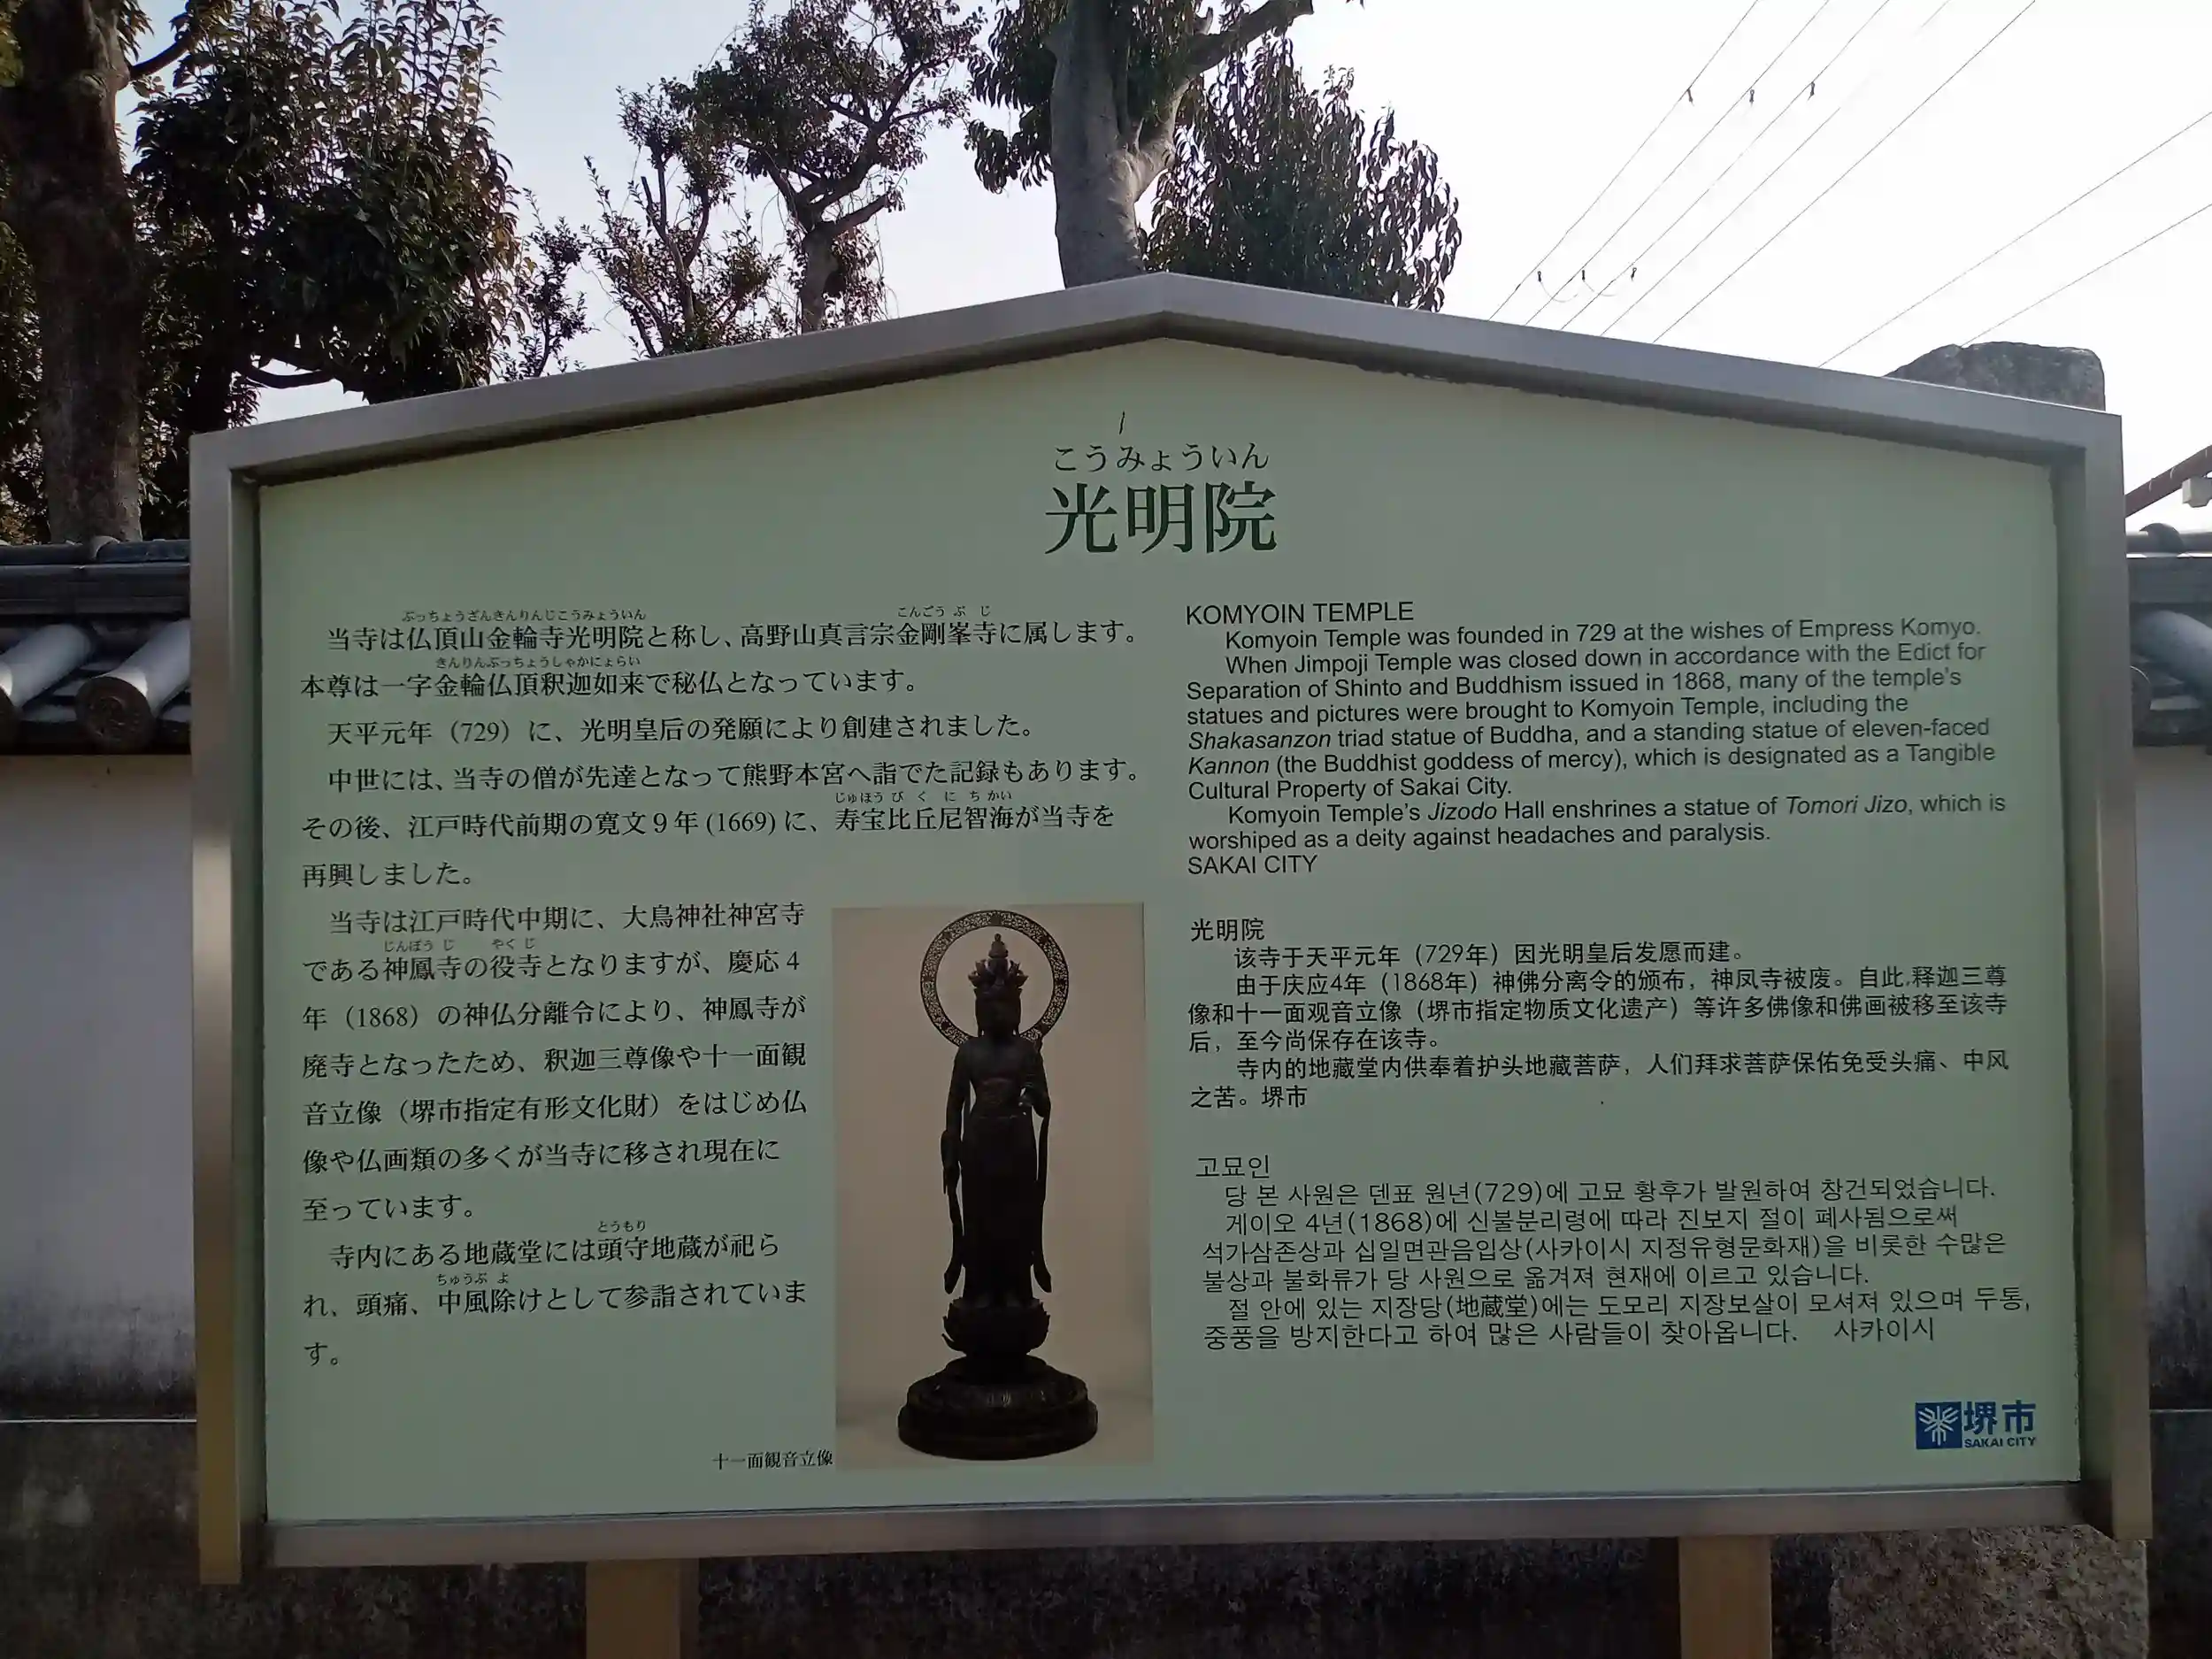 こうみょういん
光明院
ぶっちょうざんきんりんじこうみょういん こんごうぶじ
当寺は仏頂山金輪寺光明院と称し、高野山真言宗金剛峯寺に属します。
きんりんぶっちょうしゃかにょらい
本尊は一字金輪仏頂釈迦如来で秘仏となっています。
天平元年（729）に、光明皇后の発願により創建されました。
中世には、当寺の僧が先達となって熊野本宮へ詣でた記録もあります。
じゅほうびくにちかい
その後、江戸時代前期の寛文９年(1669)に、寿宝比丘尼智海が当寺を
再興しました。
当寺は江戸時代中期に、大鳥神社神宮寺
じんぽうじ やくじ
である神鳳寺の役寺となりますが、慶応４
年（1868）の神仏分離令により、神鳳寺が
廃寺となったため、釈迦三尊像や十一面観
音立像（堺市指定有形文化財）をはじめ仏
像や仏画類の多くが当寺に移され現在に
至っています。
とうもり
寺内にある地蔵堂には頭守地蔵が祀ら
ちゅうぶよ
れ、頭痛、中風除けとして参詣されていま
す。
十一面観音立像
KOMYOIN TEMPLE
Komyoin Temple was founded in 729 at the wishes of Empress Komyo.
When Jimpoji Temple was closed down in accordance with the Edict for
Separation of Shinto and Buddhism issued in 1868, many of the temple's
statues and pictures were brought to Komyoin Temple, including the
Shakasanzon triad statue of Buddha, and a standing statue of eleven-faced
Kannon (the Buddhist goddess of mercy), which is designated as a Tangible
Cultural Property of Sakai City.
Komyoin Temple's Jizodo Hall enshrines a statue of Tomori Jizo, which is
worshiped as a deity against headaches and paralysis.
SAKAI CITY
光明院
该寺于天平元年（729年）因光明皇后发愿而建。
由于庆应4年（1868年）神佛分离令的颁布，神凤寺被废。自此,释迦三尊
像和十一面观音立像（堺市指定物质文化遗产）等许多佛像和佛画被移至该寺
后，至今尚保存在该寺。
寺内的地藏堂内供奉着护头地藏菩萨，人们拜求菩萨保佑免受头痛、中风
之苦。堺市
고묘인
당 본 사원은 덴표 원년(729)에 고묘 황후가 발원하여 창건되었습니다.
게이오 4년(1868)에 신불분리령에 따라 진보지 절이 폐사됨으로써
석가삼존상과 십일면관음입상(사카이시 지정유형문화재)을 비롯한 수많은
불상과 불화류가 당 사원으로 옮겨져 현재에 이르고 있습니다.
절 안에 있는 지장당(地蔵堂)에는 도모리 지장보살이 모셔져 있으며 두통,
중풍을 방지한다고 하여 많은 사람들이 찾아옵니다. 사카이시
堺市
SAKAI CITY